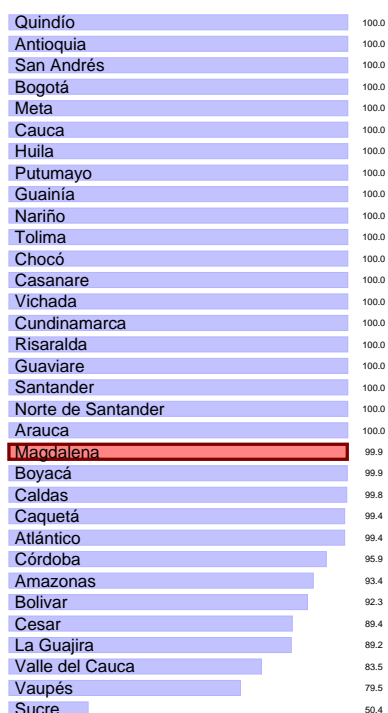 Quindío 100.0
Antioquia 100.0
San Andrés 100.0
Bogotá 100.0
Meta 100.0
Cauca 100.0
Huila 100.0
Putumayo 100.0
Guainía 100.0
Nariño 100.0
Tolima 100.0
Chocó 100.0
Casanare 100.0
Vichada 100.0
Cundinamarca 100.0
Risaralda 100.0
Guaviare 100.0
Santander 100.0
Norte de Santander 100.0
Arauca 100.0
Magdalena 99.9
Boyacá 99.9
Caldas 99.8
Caquetá 99.4
Atlántico 99.4
Córdoba 95.9
Amazonas 93.4
Bolivar 92.3
Cesar 89.4
La Guajira 89.2
Valle del Cauca 83.5
Vaupés 79.5
Sucre 50.4